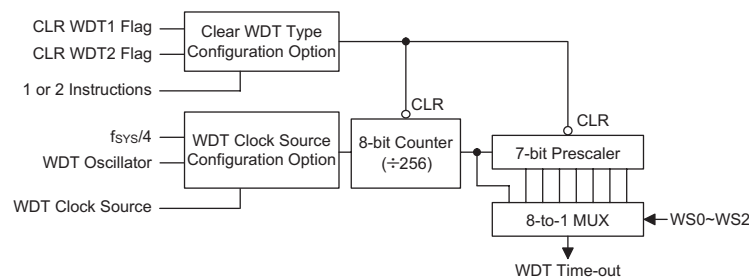 CLR WDT1 Flag
CLR WDT2 Flag
1 or 2 Instructions
Clear WDT Type
Configuration Option
CLR
CLR
fSYS/4
WDT Oscillator
WDT Clock Source
WDT Clock Source
Configuration Option
8-bit Counter
(÷256)
7-bit Prescaler
8-to-1 MUX
WS0~WS2
WDT Time-out